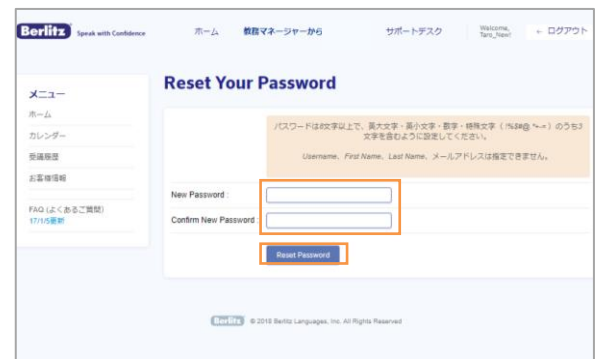 Berlitz Speak with Confidence
ホーム
教務マネージャーから
サポートデスク
Welcome,
Taro_New!
← ログアウト
メニュー
ホーム
カレンダー
受講履歴
お客様情報
FAQ (よくあるご質問)
17/1/5更新
Reset Your Password
パスワードは8文字以上で、英大文字・英小文字・数字・特殊文字 ( !%$#@ ) のうち3
文字を含むように設定してください。
Username、First Name、Last Name、メールアドレスは指定できません。
New Password :
Confirm New Password :
Reset Password
Berlitz © 2018 Berlitz Languages, Inc. All Rights Reserved